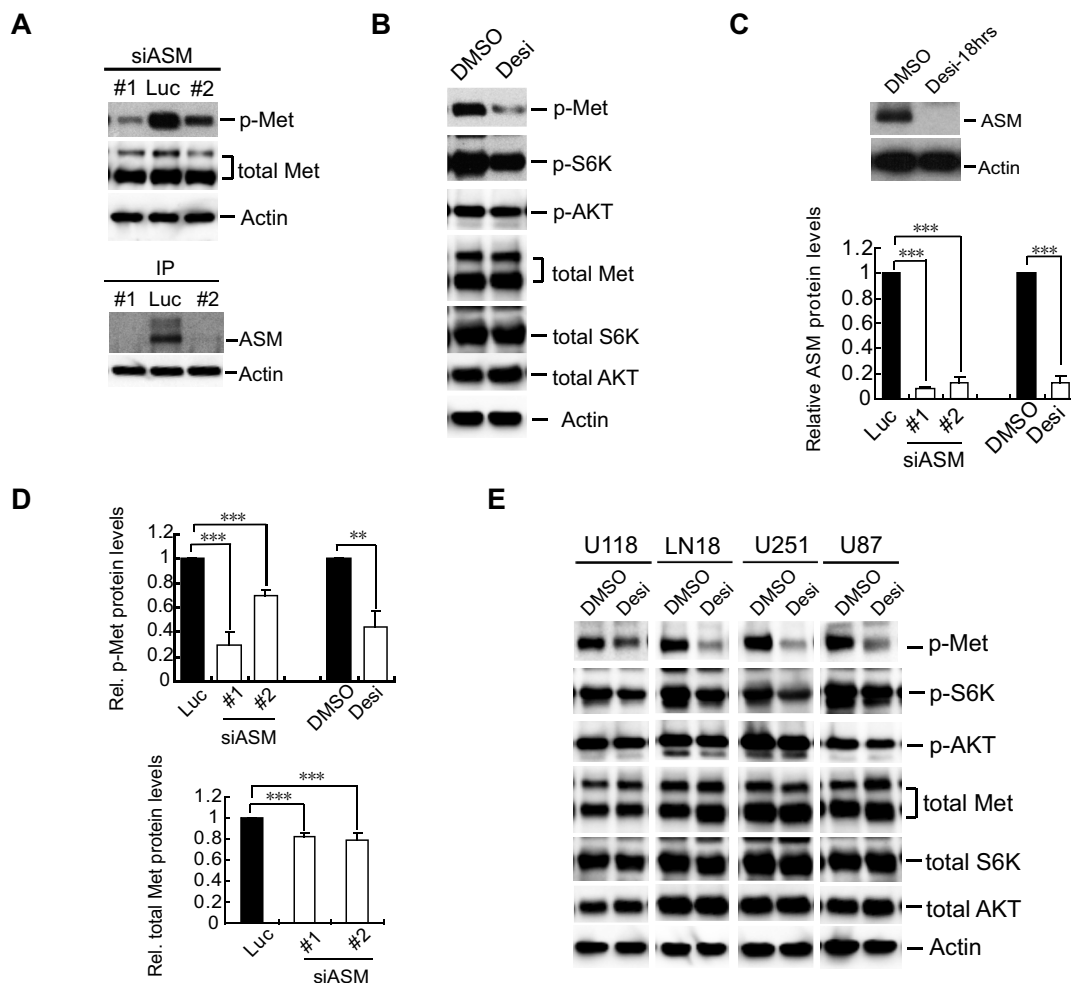 A
siASM
#1 Luc #2
p-Met
total Met
Actin
IP
#1 Luc #2
ASM
Actin
B
DMSO Desi
p-Met
p-S6K
p-AKT
total Met
total S6K
total AKT
Actin
C
DMSO Desi-18hrs
ASM
Actin
Relative ASM protein levels
1.2
1
0.8
0.6
0.4
0.2
0
***
***
***
Luc #1 #2 DMSO Desi
siASM
D
Rel. p-Met protein levels
1.2
1
0.8
0.6
0.4
0.2
0
***
***
**
Luc #1 #2 DMSO Desi
siASM
Rel. total Met protein levels
1.2
1
0.8
0.6
0.4
0.2
0
***
***
Luc #1 #2
siASM
E
U118 LN18 U251 U87
DMSO Desi DMSO Desi DMSO Desi DMSO Desi
p-Met
p-S6K
p-AKT
total Met
total S6K
total AKT
Actin